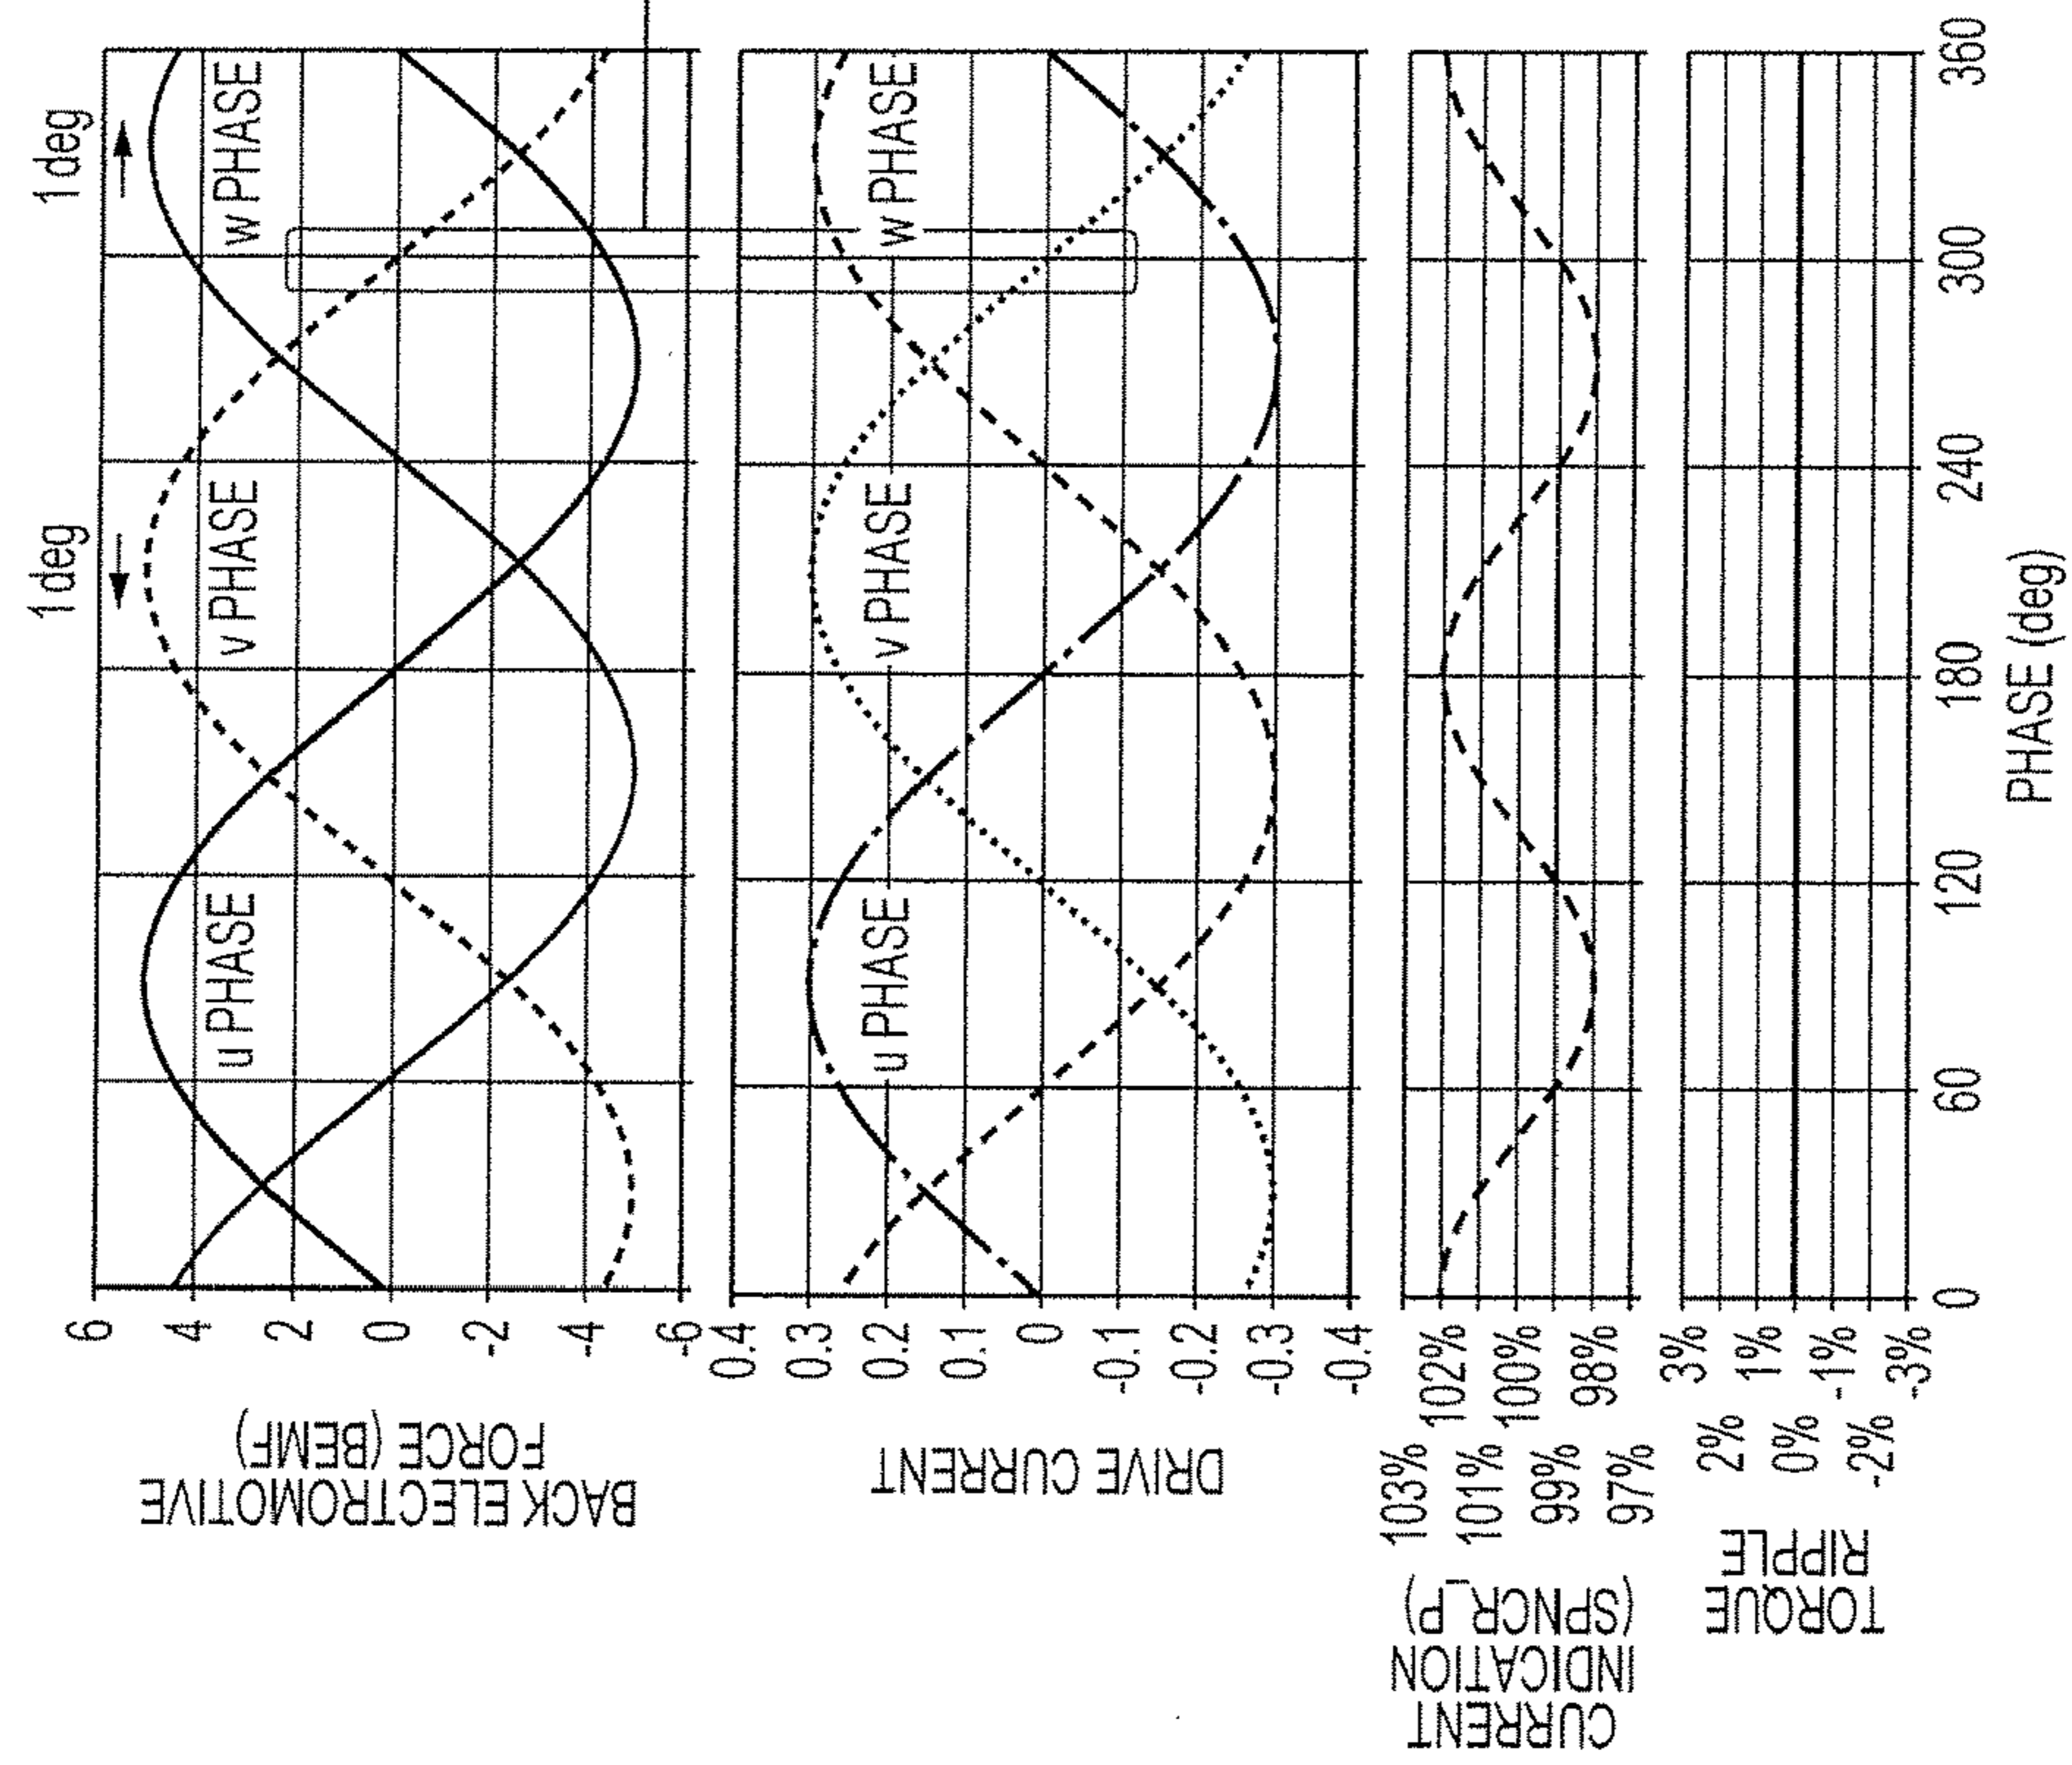 1deg
1deg
BACK ELECTROMOTIVE
FORCE (BEMF)
6
4
2
0
-2
-4
-6
u PHASE
v PHASE
w PHASE
DRIVE CURRENT
0.4
0.3
0.2
0.1
0
-0.1
-0.2
-0.3
-0.4
u PHASE
v PHASE
w PHASE
CURRENT
INDICATION
(SPNCR_P)
103%
102%
101%
100%
99%
98%
97%
TORQUE
RIPPLE
3%
2%
1%
0%
-1%
-2%
-3%
0
60
120
180
240
300
360
PHASE (deg)